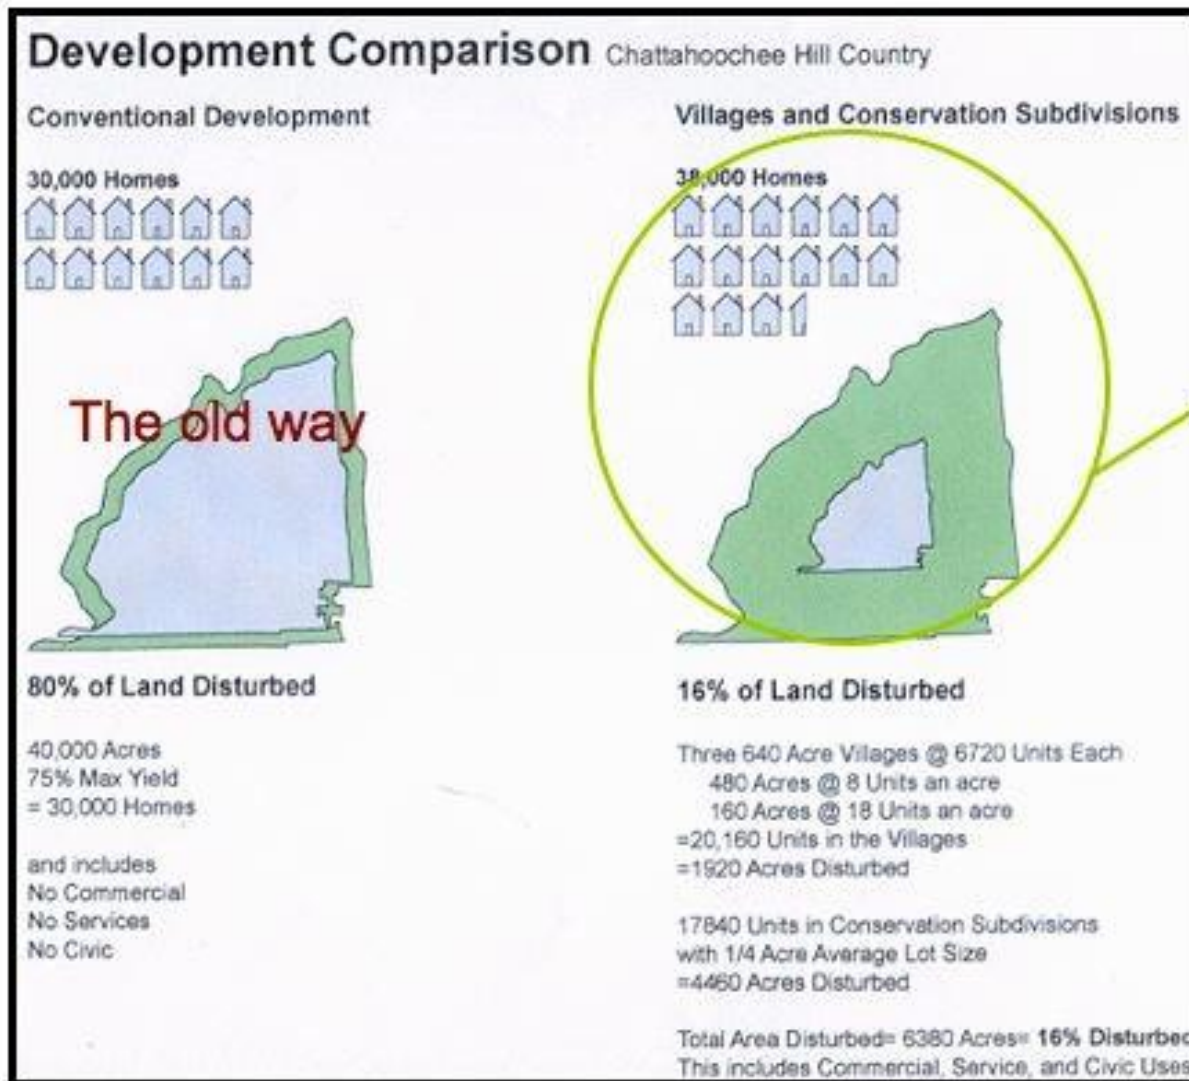 Development Comparison Chattahoochee Hill Country
Conventional Development
30,000 Homes
The old way
80% of Land Disturbed
40,000 Acres
75% Max Yield
= 30,000 Homes
and includes
No Commercial
No Services
No Civic
Villages and Conservation Subdivisions
38,000 Homes
16% of Land Disturbed
Three 640 Acre Villages @ 6720 Units Each
480 Acres @ 8 Units an acre
160 Acres @ 18 Units an acre
=20,160 Units in the Villages
=1920 Acres Disturbed
17840 Units in Conservation Subdivisions
with 1/4 Acre Average Lot Size
=4460 Acres Disturbed
Total Area Disturbed= 6380 Acres= 16% Disturbed
This includes Commercial, Service, and Civic Uses